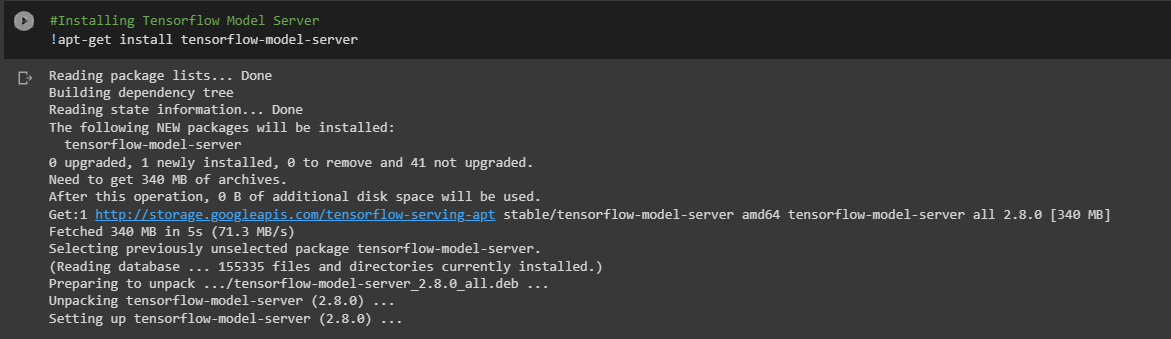 #Installing Tensorflow Model Server
!apt-get install tensorflow-model-server
Reading package lists... Done
Building dependency tree
Reading state information... Done
The following NEW packages will be installed:
  tensorflow-model-server
0 upgraded, 1 newly installed, 0 to remove and 41 not upgraded.
Need to get 340 MB of archives.
After this operation, 0 B of additional disk space will be used.
Get:1 http://storage.googleapis.com/tensorflow-serving-apt stable/tensorflow-model-server amd64 tensorflow-model-server all 2.8.0 [340 MB]
Fetched 340 MB in 5s (71.3 MB/s)
Selecting previously unselected package tensorflow-model-server.
(Reading database ... 155335 files and directories currently installed.)
Preparing to unpack .../tensorflow-model-server_2.8.0_all.deb ...
Unpacking tensorflow-model-server (2.8.0) ...
Setting up tensorflow-model-server (2.8.0) ...